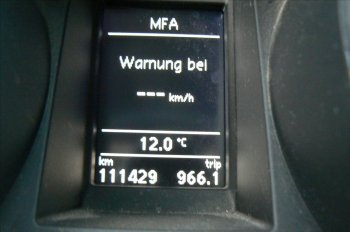 MFA
Warnung bei
--- km/h
12.0 °C
km trip
111429 966.1